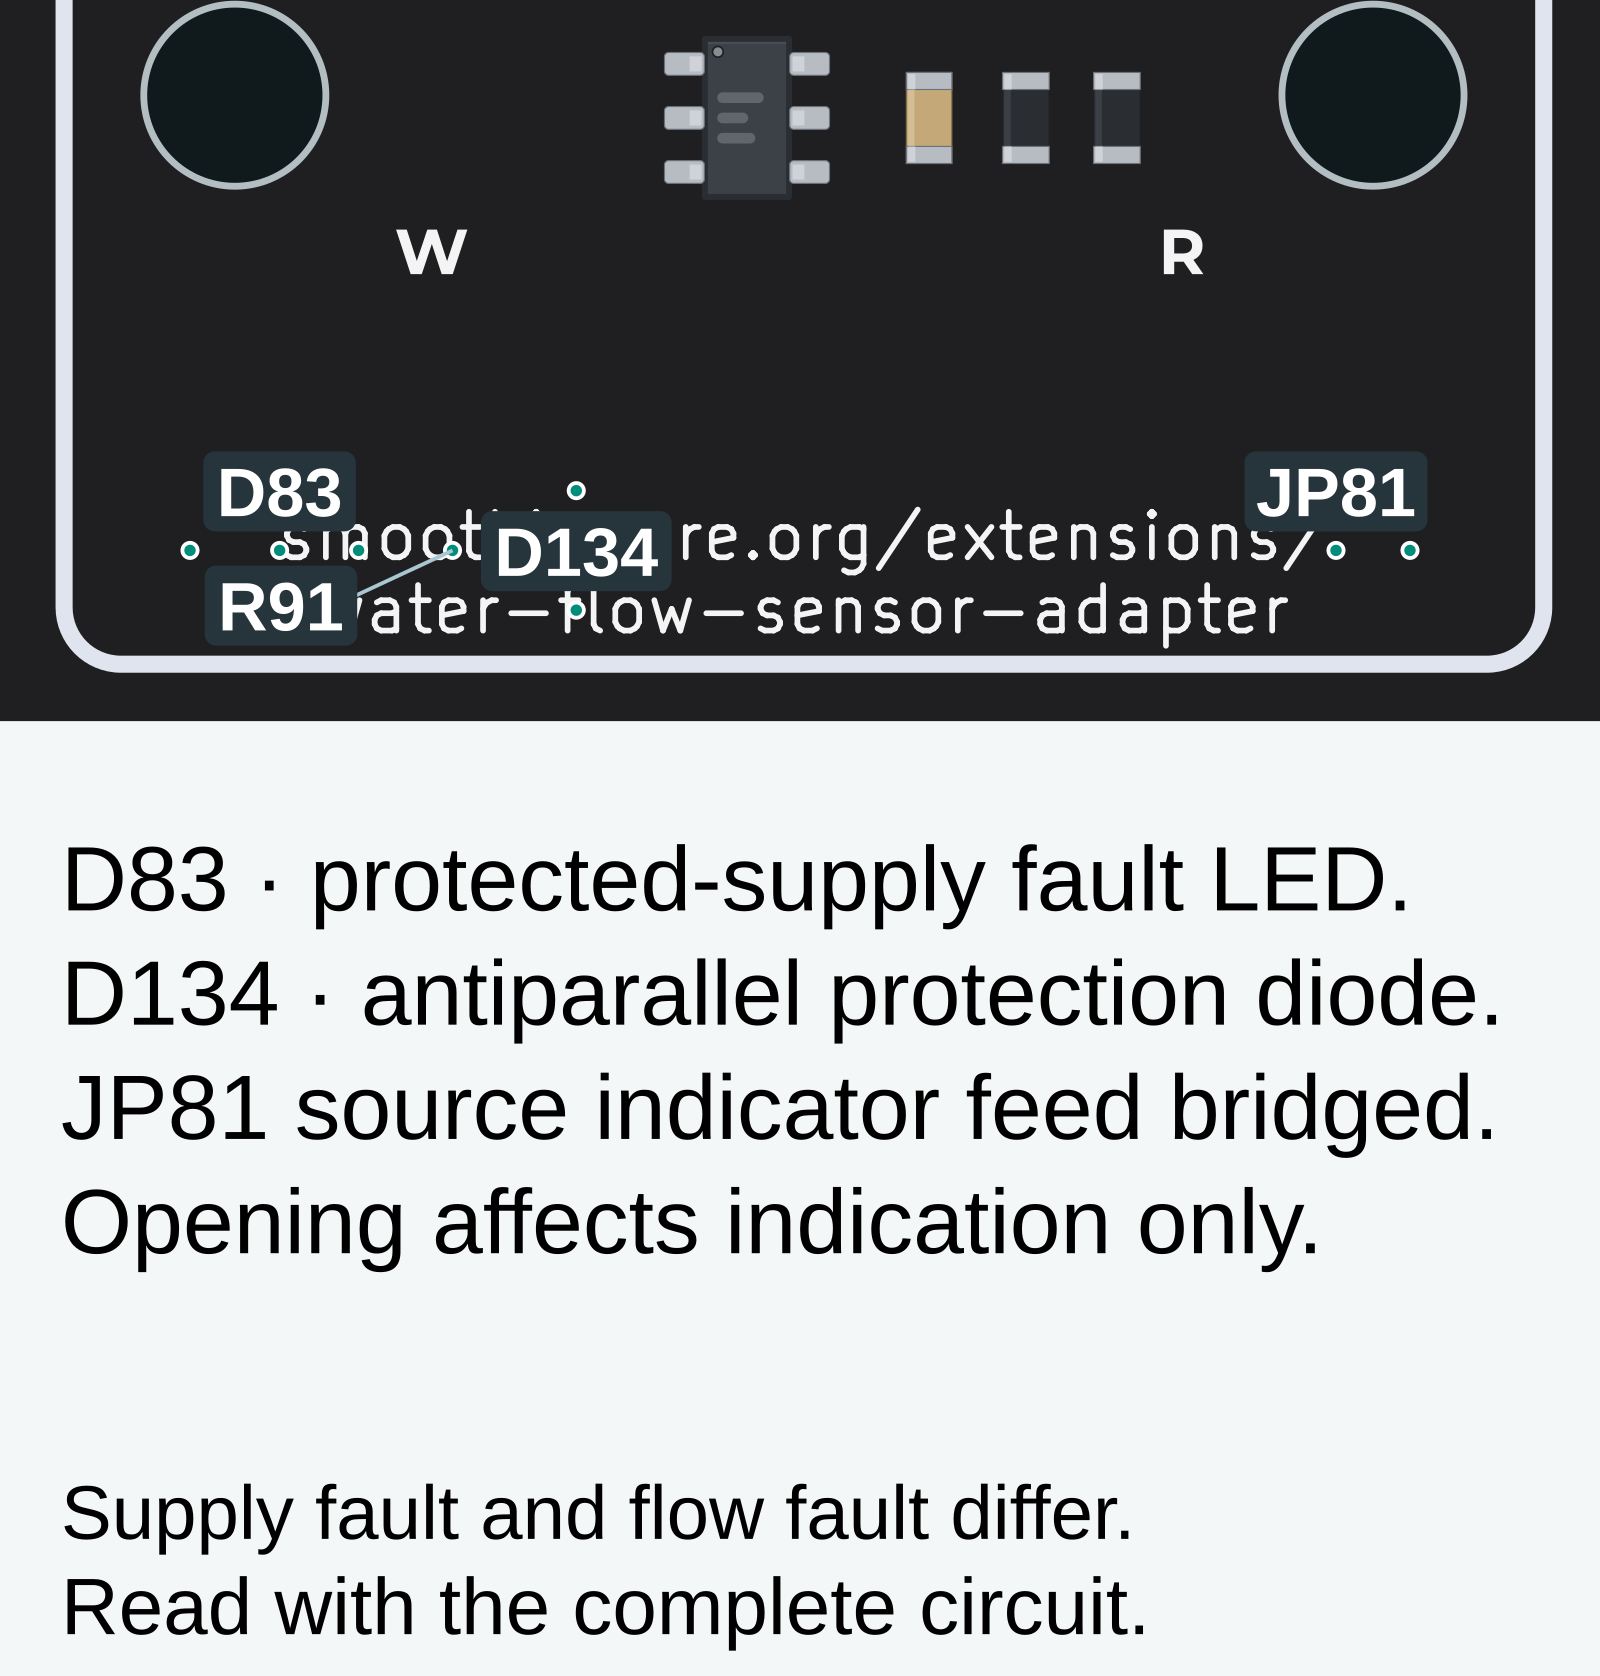 W R
D83 JP81
smoot re.org/extensions/
D134
R91 ater-flow-sensor-adapter
D83 · protected-supply fault LED.
D134 · antiparallel protection diode.
JP81 source indicator feed bridged.
Opening affects indication only.
Supply fault and flow fault differ.
Read with the complete circuit.